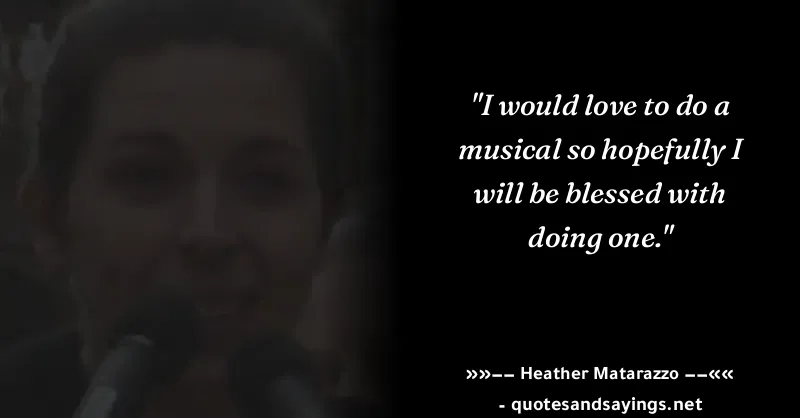 "I would love to do a
musical so hopefully I
will be blessed with
doing one."
»»−− Heather Matarazzo −−««
- quotesandsayings.net